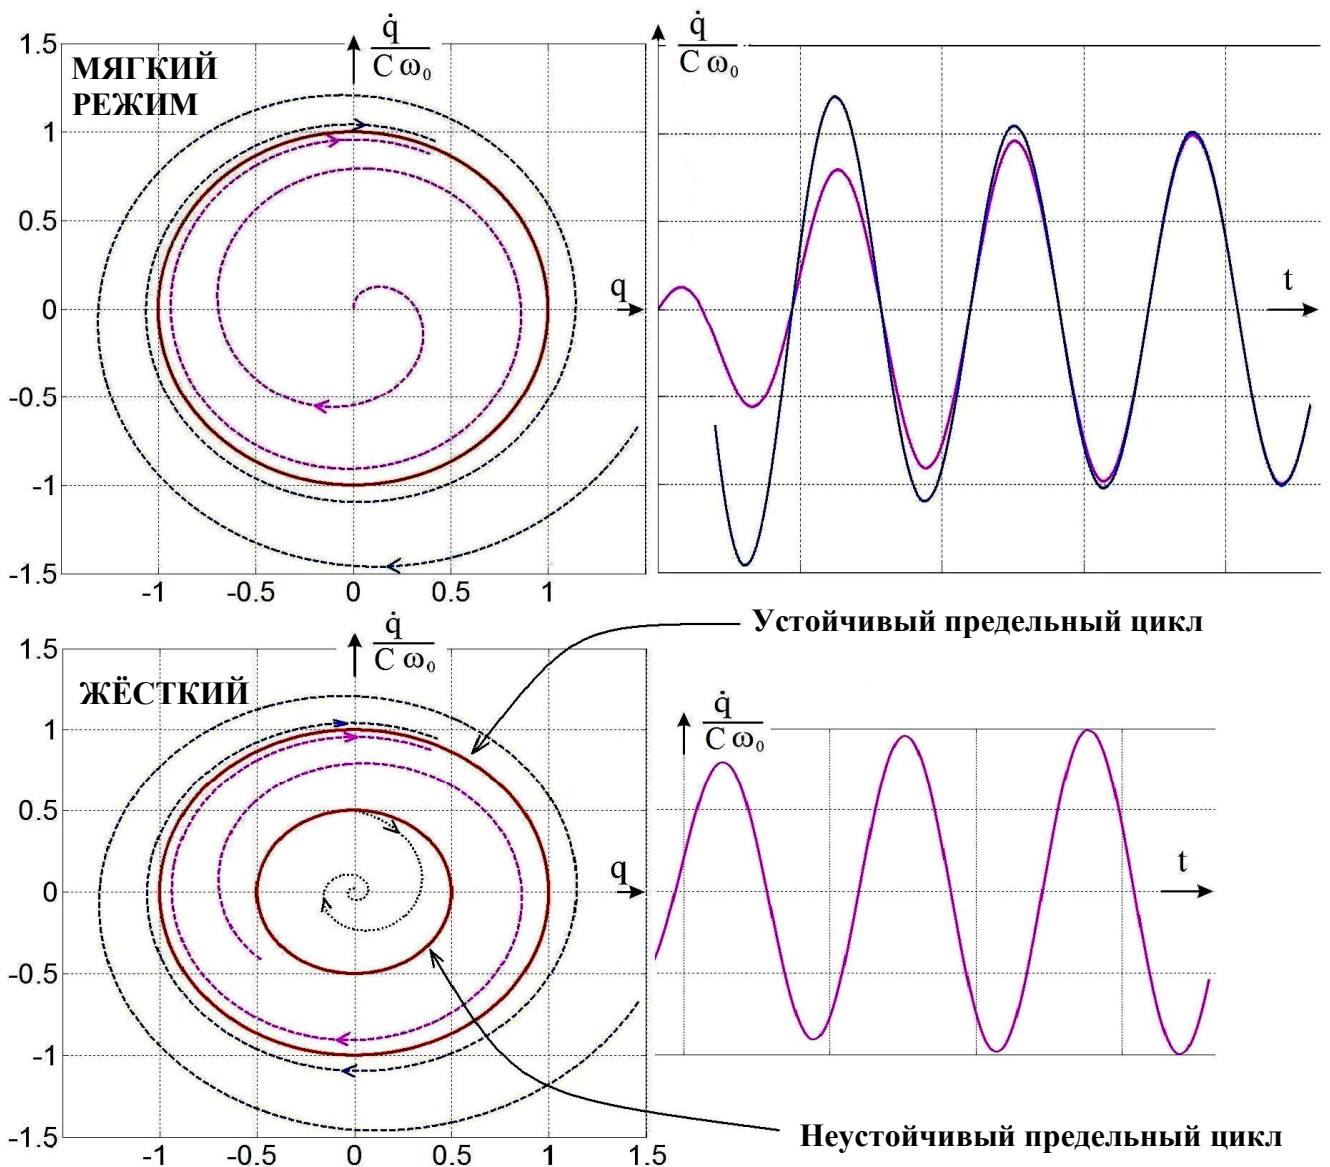 q̇
C ω₀
q̇
C ω₀
1.5
МЯГКИЙ
РЕЖИМ
1
0.5
0
q
t
-0.5
-1
-1.5
-1 -0.5 0 0.5 1
Устойчивый предельный цикл
q̇
C ω₀
1.5
ЖЁСТКИЙ
q̇
C ω₀
1
0.5
0
q
t
-0.5
-1
-1.5
Неустойчивый предельный цикл
-1 -0.5 0 0.5 1 1.5